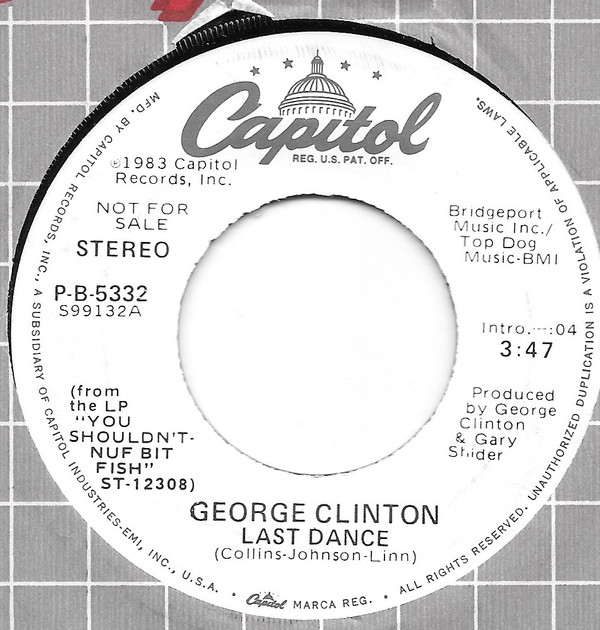 Capitol
REG. U.S. PAT. OFF.
℗1983 Capitol
Records, Inc.
NOT FOR
SALE
STEREO
P-B-5332
S99132A
(from
the LP
"YOU
SHOULDN'T-
NUF BIT
FISH"
ST-12308)
Bridgeport
Music Inc./
Top Dog
Music-BMI
Intro.--:04
3:47
Produced
by George
Clinton
& Gary
Shider
GEORGE CLINTON
LAST DANCE
(Collins-Johnson-Linn)
MFD. BY CAPITOL RECORDS, INC., A SUBSIDIARY OF CAPITOL INDUSTRIES-EMI, INC., U.S.A. • Capitol MARCA REG. • ALL RIGHTS RESERVED. UNAUTHORIZED DUPLICATION IS A VIOLATION OF APPLICABLE LAWS.